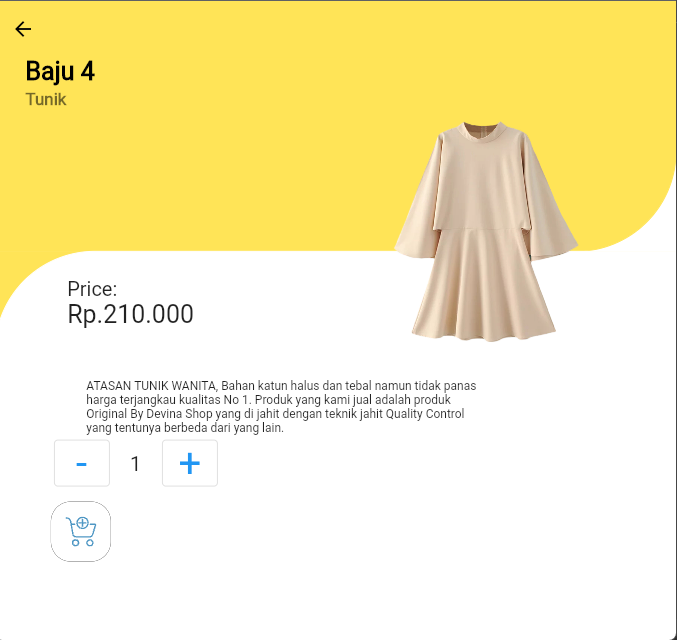 Baju 4
Tunik
Price:
Rp.210.000
ATASAN TUNIK WANITA, Bahan katun halus dan tebal namun tidak panas
harga terjangkau kualitas No 1. Produk yang kami jual adalah produk
Original By Devina Shop yang di jahit dengan teknik jahit Quality Control
yang tentunya berbeda dari yang lain.
- 1 +